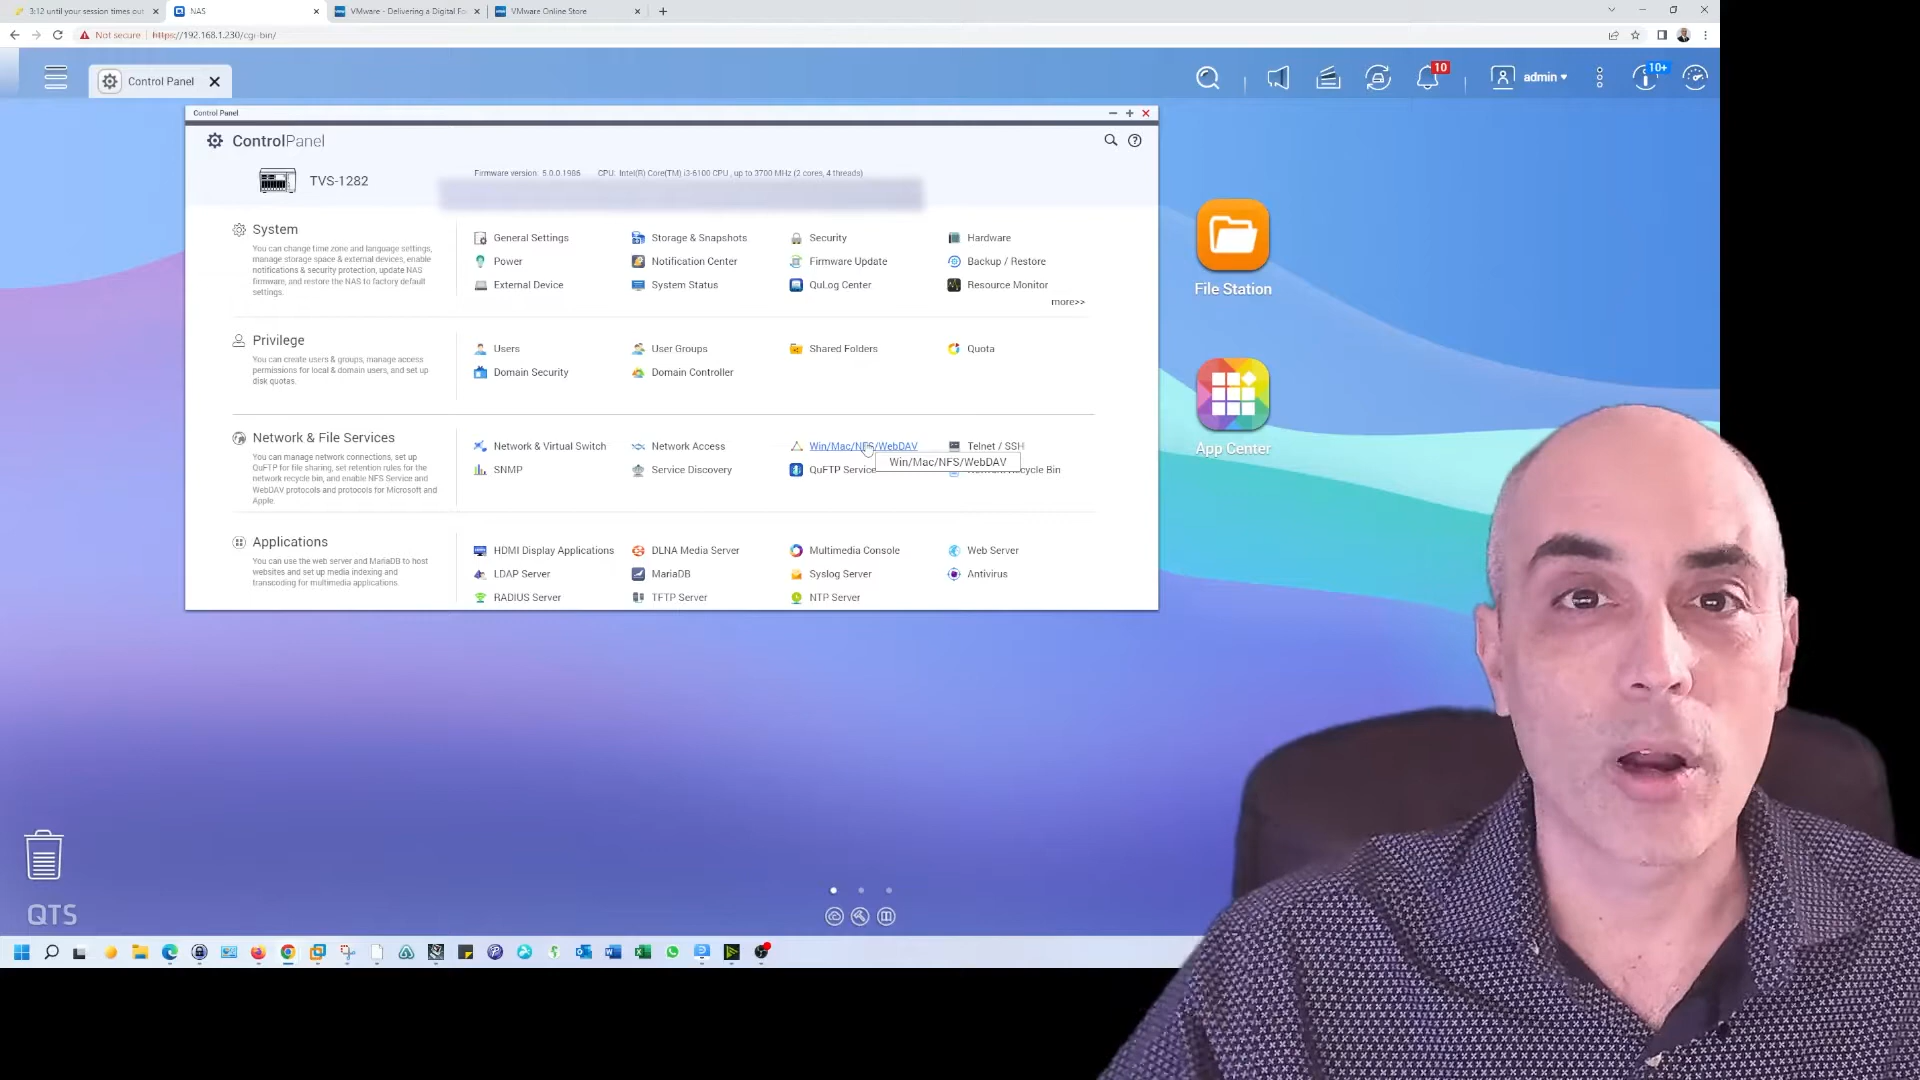 3:12 until your session times out
NAS
VMware - Delivering a Digital Fo
VMware Online Store
Not secure
https://192.168.1.230/cgi-bin/
Control Panel
10
admin
10+
Control Panel
ControlPanel
TVS-1282
Firmware version: 5.0.0.1986 CPU: Intel(R) Core(TM) i3-6100 CPU, up to 3700 MHz (2 cores, 4 threads)
System
You can change time zone and language settings,
manage storage space & external devices, enable
notifications & security protection, update NAS
firmware, and restore the NAS to factory default
settings.
General Settings
Storage & Snapshots
Security
Hardware
Power
Notification Center
Firmware Update
Backup / Restore
External Device
System Status
QuLog Center
Resource Monitor
more>>
Privilege
You can create users & groups, manage access
permissions for local & domain users, and set up
disk quotas.
Users
User Groups
Shared Folders
Quota
Domain Security
Domain Controller
Network & File Services
You can manage network connections, set up
QuFTP for file sharing, set retention rules for the
network recycle bin, and enable NFS Service and
WebDAV protocols and protocols for Microsoft and
Apple.
Network & Virtual Switch
Network Access
Win/Mac/NFS/WebDAV
Telnet / SSH
SNMP
Service Discovery
QuFTP Service
Win/Mac/NFS/WebDAV
Recycle Bin
Applications
You can use the web server and MariaDB to host
websites and set up media indexing and
transcoding for multimedia applications.
HDMI Display Applications
DLNA Media Server
Multimedia Console
Web Server
LDAP Server
MariaDB
Syslog Server
Antivirus
RADIUS Server
TFTP Server
NTP Server
File Station
App Center
QTS